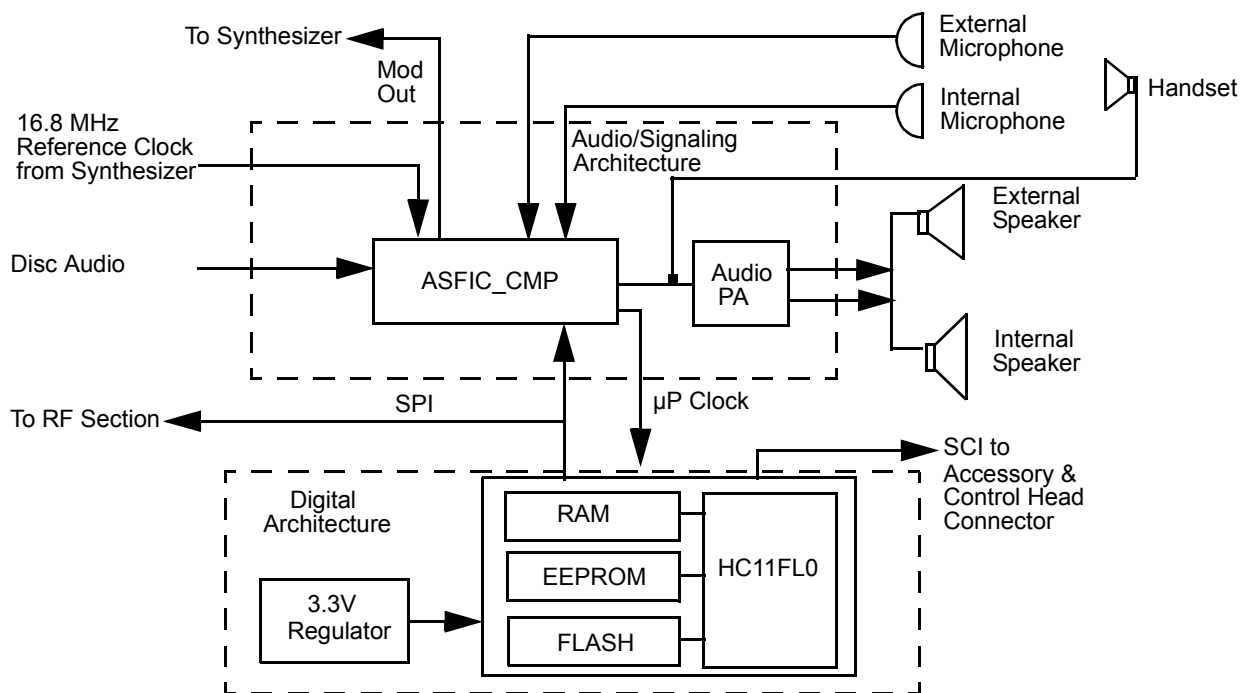 To Synthesizer
Mod
Out
External
Microphone
Internal
Microphone
Handset
16.8 MHz
Reference Clock
from Synthesizer
Audio/Signaling
Architecture
External
Speaker
Disc Audio
ASFIC_CMP
Audio
PA
Internal
Speaker
To RF Section
SPI
µP Clock
SCI to
Accessory &
Control Head
Connector
Digital
Architecture
RAM
EEPROM
FLASH
HC11FL0
3.3V
Regulator